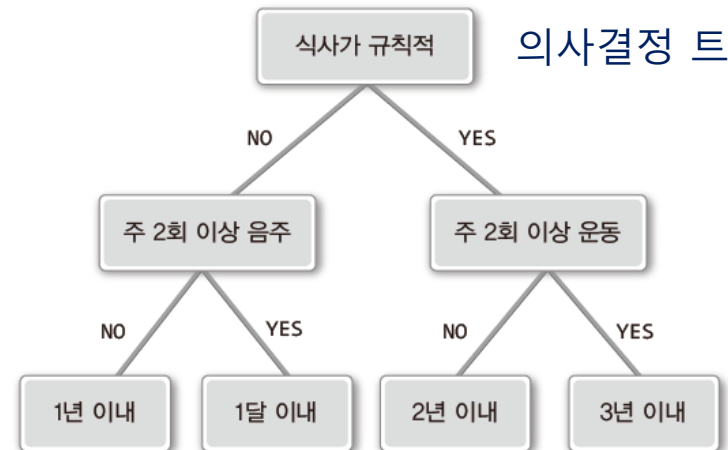 식사가 규칙적
의사결정 트
NO
YES
주 2회 이상 음주
주 2회 이상 운동
NO
YES
NO
YES
1년 이내
1달 이내
2년 이내
3년 이내